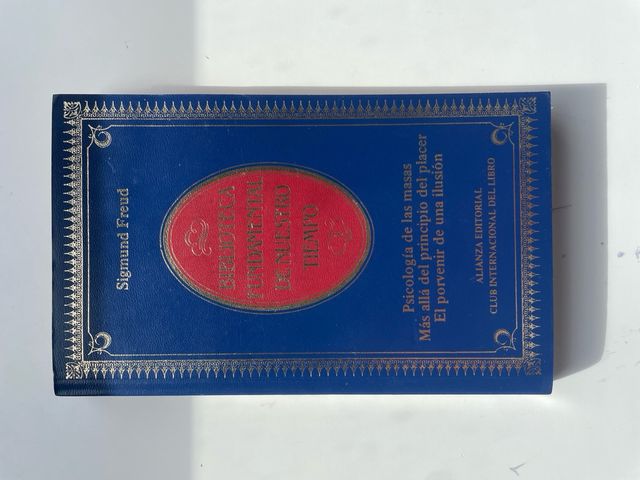 Sigmund Freud
BIBLIOTECA
FUNDAMENTAL
DE NUESTRO
TIEMPO
Psicología de las masas
Más allá del principio del placer
El porvenir de una ilusión
ALIANZA EDITORIAL
CLUB INTERNACIONAL DEL LIBRO